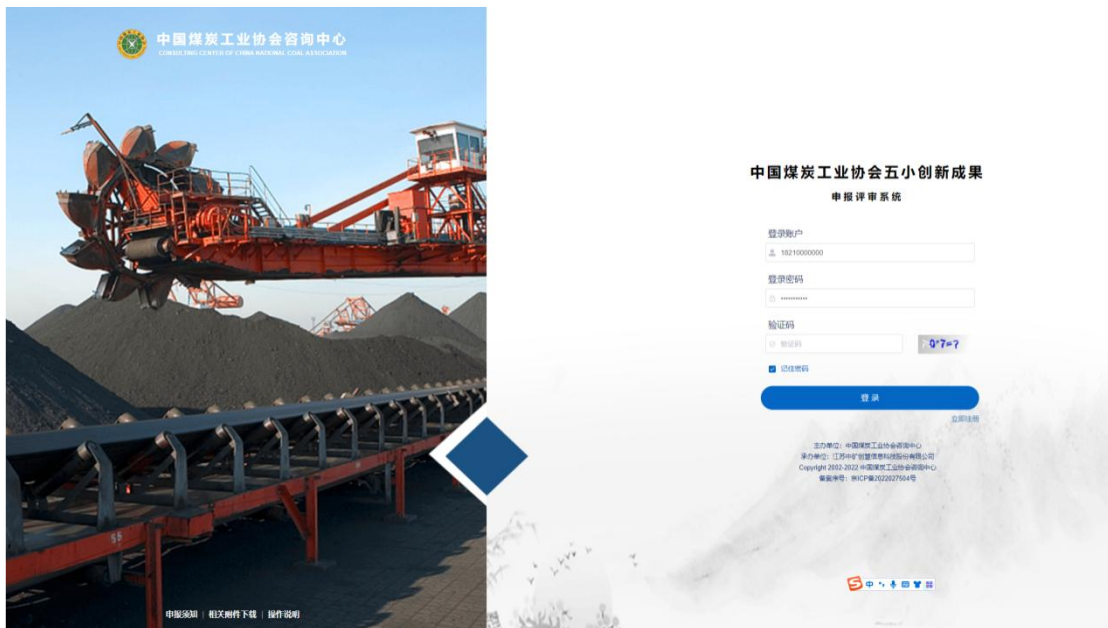 中国煤炭工业协会咨询中心
CONSULTING CENTER OF CHINA NATIONAL COAL ASSOCIATION
56
申报须知 | 相关附件下载 | 操作说明
中国煤炭工业协会五小创新成果
申报评审系统
登录账户
18210000000
登录密码
•••••••••••
验证码
验证码
0*7=?
记住密码
登录
立即注册
主办单位：中国煤炭工业协会咨询中心
承办单位：江苏中矿创慧信息科技股份有限公司
Copyright 2002-2022 中国煤炭工业协会咨询中心
备案序号：京ICP备2022027504号
中